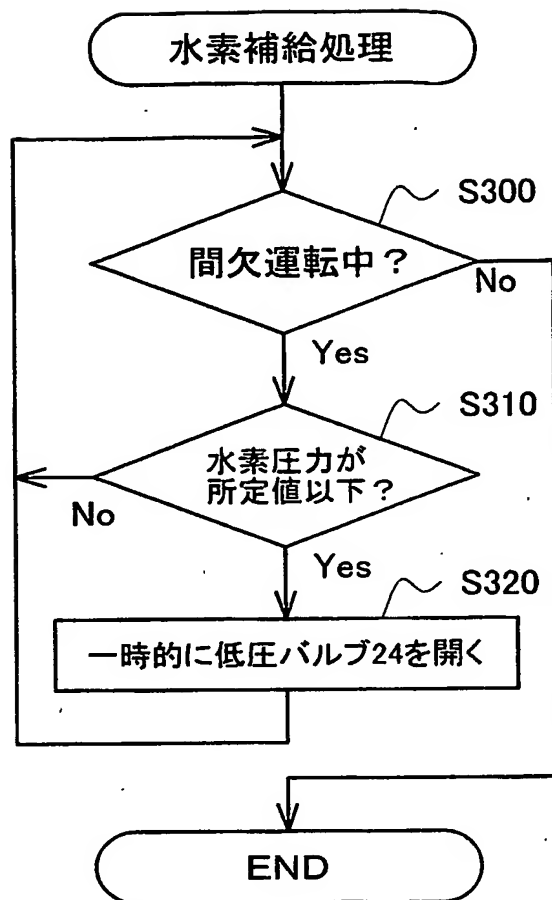 水素補給処理
S300
間欠運転中？
No
Yes
S310
水素圧力が
所定値以下？
No
Yes
S320
一時的に低圧バルブ24を開く
END